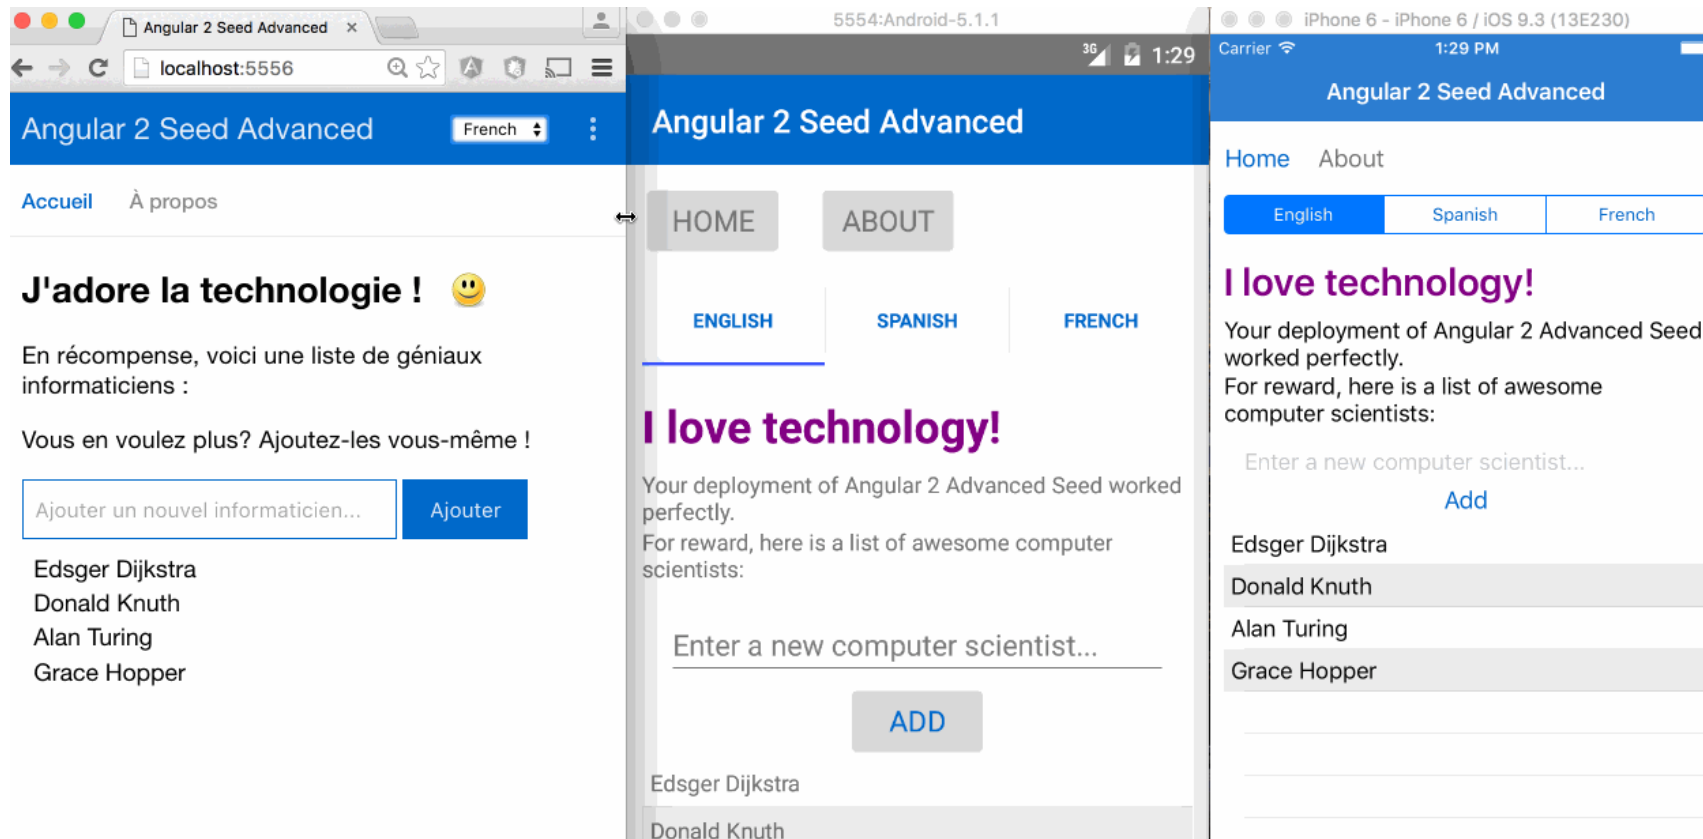 Angular 2 Seed Advanced ×
localhost:5556
Angular 2 Seed Advanced
French
Accueil À propos
J'adore la technologie !
En récompense, voici une liste de géniaux
informaticiens :
Vous en voulez plus? Ajoutez-les vous-même !
Ajouter un nouvel informaticien...
Ajouter
Edsger Dijkstra
Donald Knuth
Alan Turing
Grace Hopper
5554:Android-5.1.1
3G 1:29
Angular 2 Seed Advanced
HOME ABOUT
ENGLISH SPANISH FRENCH
I love technology!
Your deployment of Angular 2 Advanced Seed worked
perfectly.
For reward, here is a list of awesome computer
scientists:
Enter a new computer scientist...
ADD
Edsger Dijkstra
Donald Knuth
iPhone 6 - iPhone 6 / iOS 9.3 (13E230)
Carrier 1:29 PM
Angular 2 Seed Advanced
Home About
English Spanish French
I love technology!
Your deployment of Angular 2 Advanced Seed
worked perfectly.
For reward, here is a list of awesome
computer scientists:
Enter a new computer scientist...
Add
Edsger Dijkstra
Donald Knuth
Alan Turing
Grace Hopper